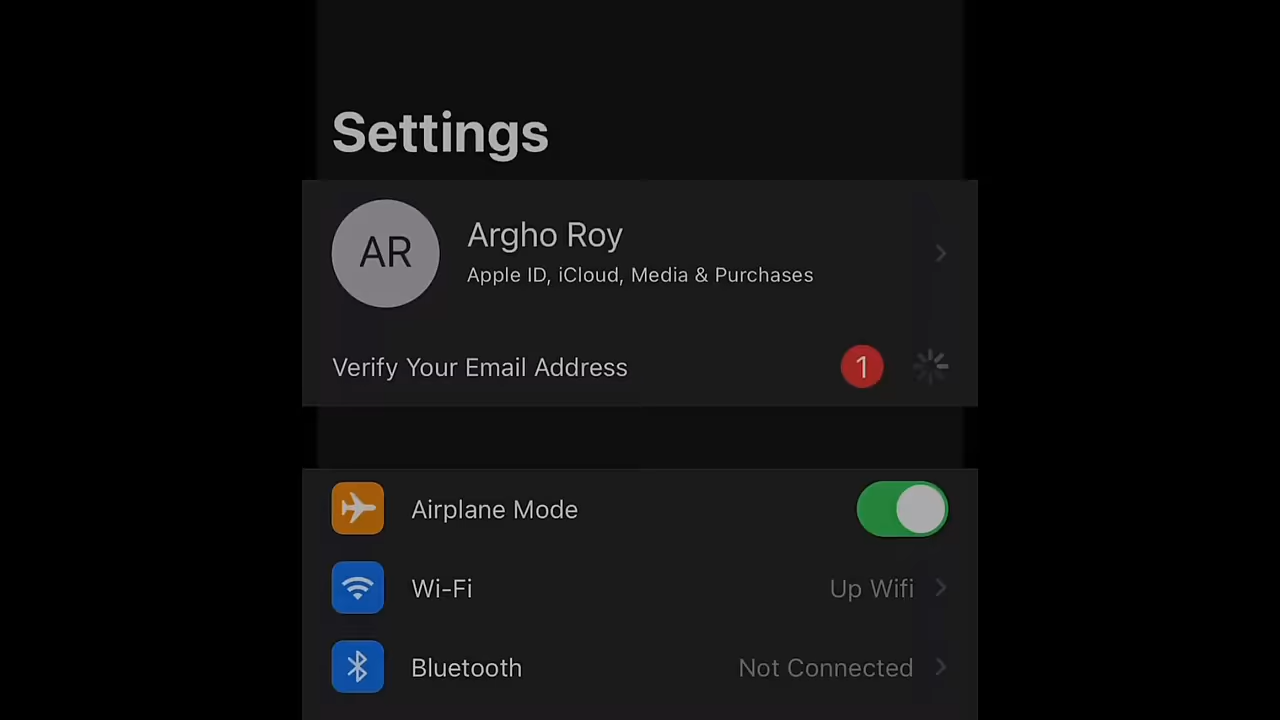 Settings
AR
Argho Roy
Apple ID, iCloud, Media & Purchases
Verify Your Email Address 1
Airplane Mode
Wi-Fi Up Wifi
Bluetooth Not Connected